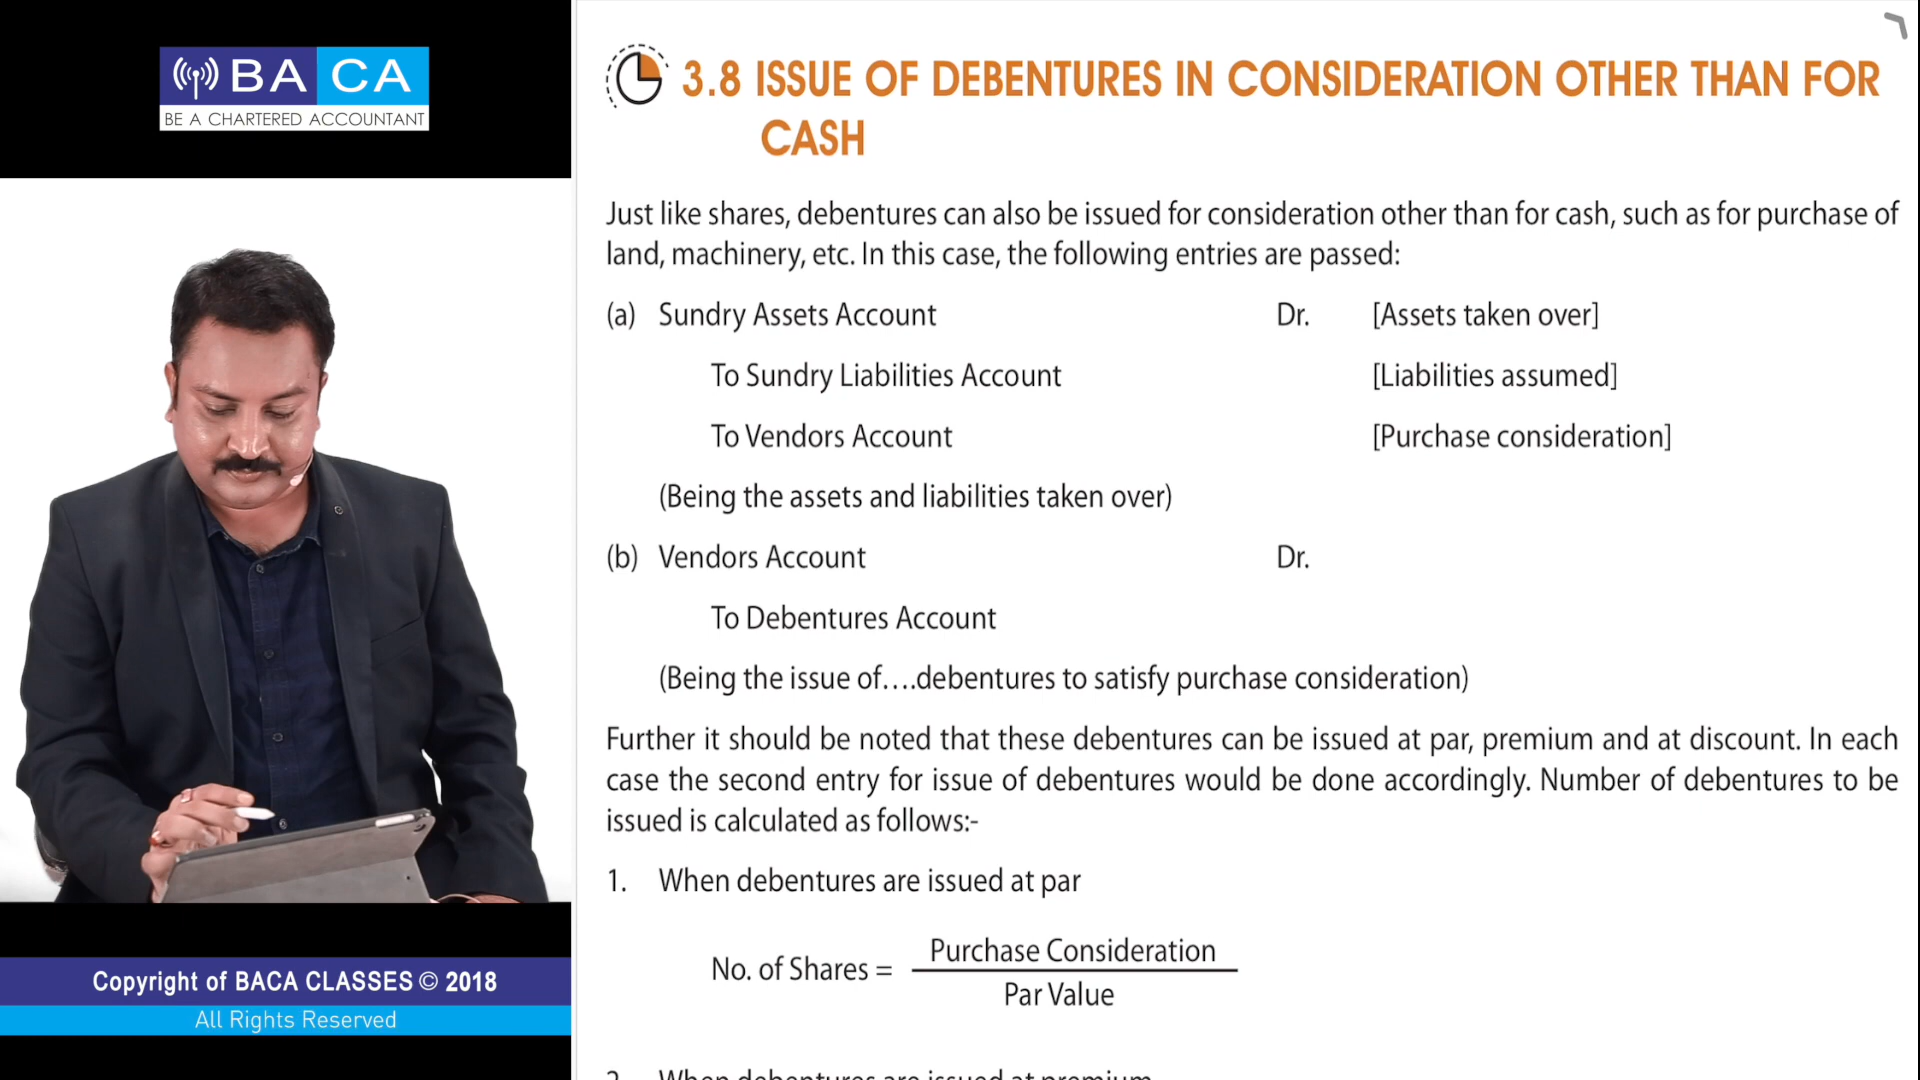 BA CA
BE A CHARTERED ACCOUNTANT
3.8 ISSUE OF DEBENTURES IN CONSIDERATION OTHER THAN FOR
CASH
Just like shares, debentures can also be issued for consideration other than for cash, such as for purchase of
land, machinery, etc. In this case, the following entries are passed:
(a) Sundry Assets Account Dr. [Assets taken over]
To Sundry Liabilities Account [Liabilities assumed]
To Vendors Account [Purchase consideration]
(Being the assets and liabilities taken over)
(b) Vendors Account Dr.
To Debentures Account
(Being the issue of....debentures to satisfy purchase consideration)
Further it should be noted that these debentures can be issued at par, premium and at discount. In each
case the second entry for issue of debentures would be done accordingly. Number of debentures to be
issued is calculated as follows:-
1. When debentures are issued at par
No. of Shares = Purchase Consideration
Par Value
2. When debentures are issued at premium
Copyright of BACA CLASSES © 2018
All Rights Reserved